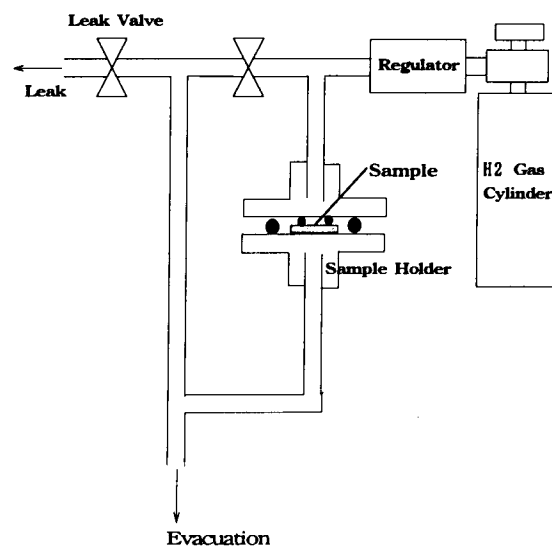 Leak Valve
Leak
Regulator
H2 Gas
Cylinder
Sample
Sample Holder
Evacuation